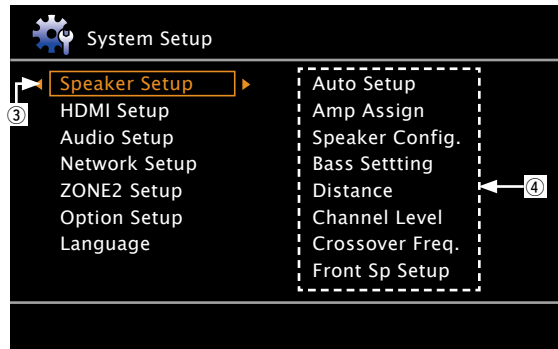 System Setup
Speaker Setup
HDMI Setup
Audio Setup
Network Setup
ZONE2 Setup
Option Setup
Language
③
Auto Setup
Amp Assign
Speaker Config.
Bass Settting
Distance
Channel Level
Crossover Freq.
Front Sp Setup
④